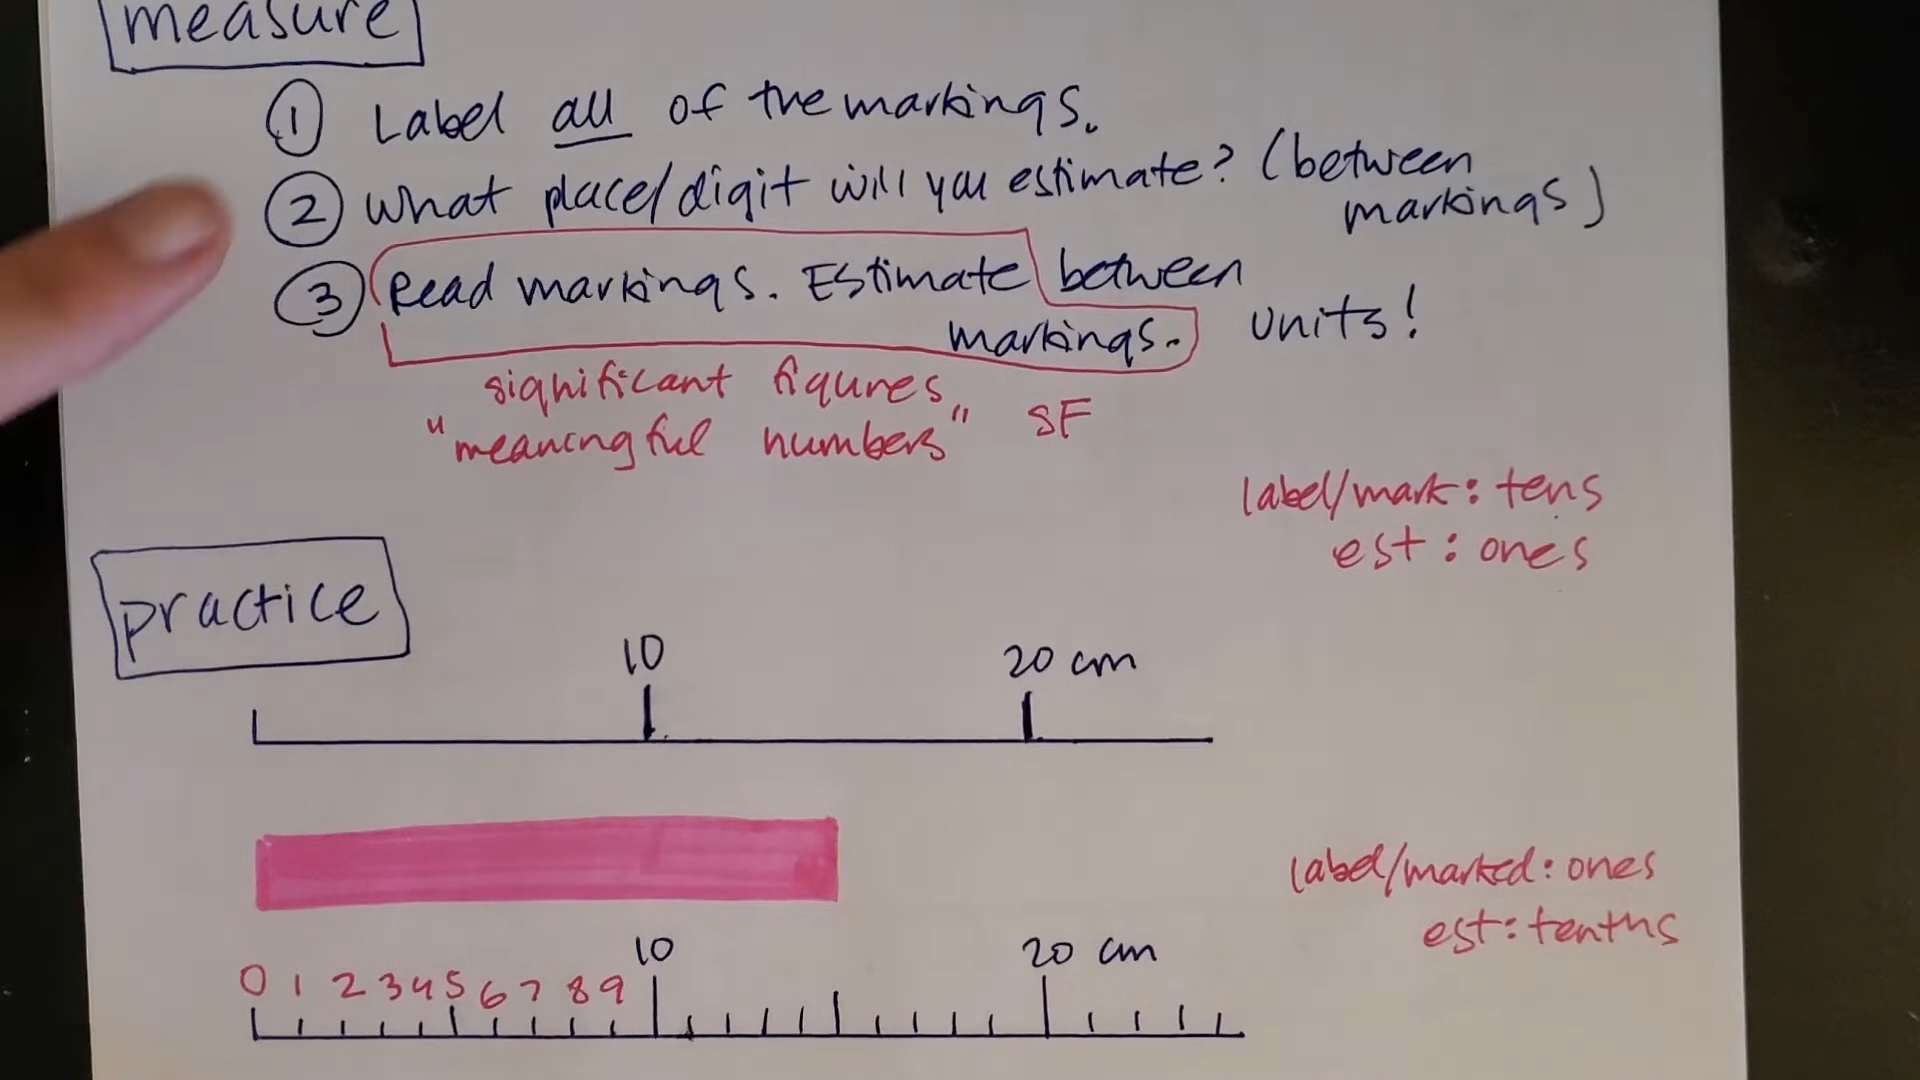 measure
① Label all of the markings.
② What place/digit will you estimate? (between
markings)
③ Read markings. Estimate between
markings. units!
significant figures
"meaningful numbers" SF
label/mark: tens
est: ones
practice
10 20 cm
label/marked: ones
est: tenths
10 20 cm
0 1 2 3 4 5 6 7 8 9